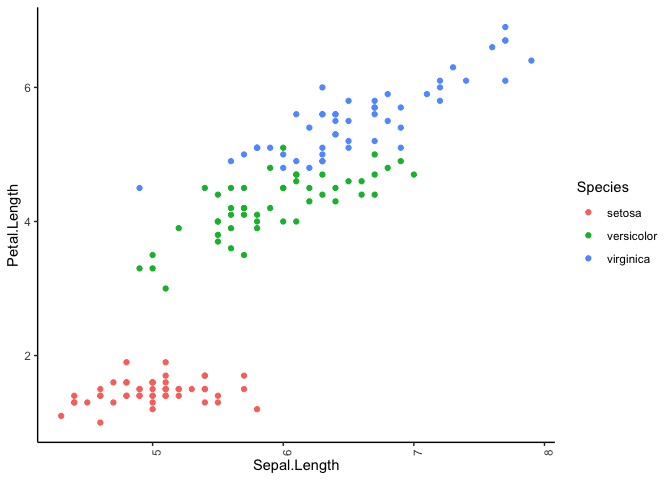 6
4
2
Petal.Length
5
6
7
8
Sepal.Length
Species
setosa
versicolor
virginica